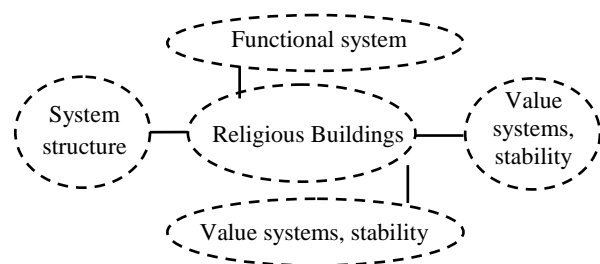 Functional system
System
structure
Religious Buildings
Value
systems,
stability
Value systems, stability